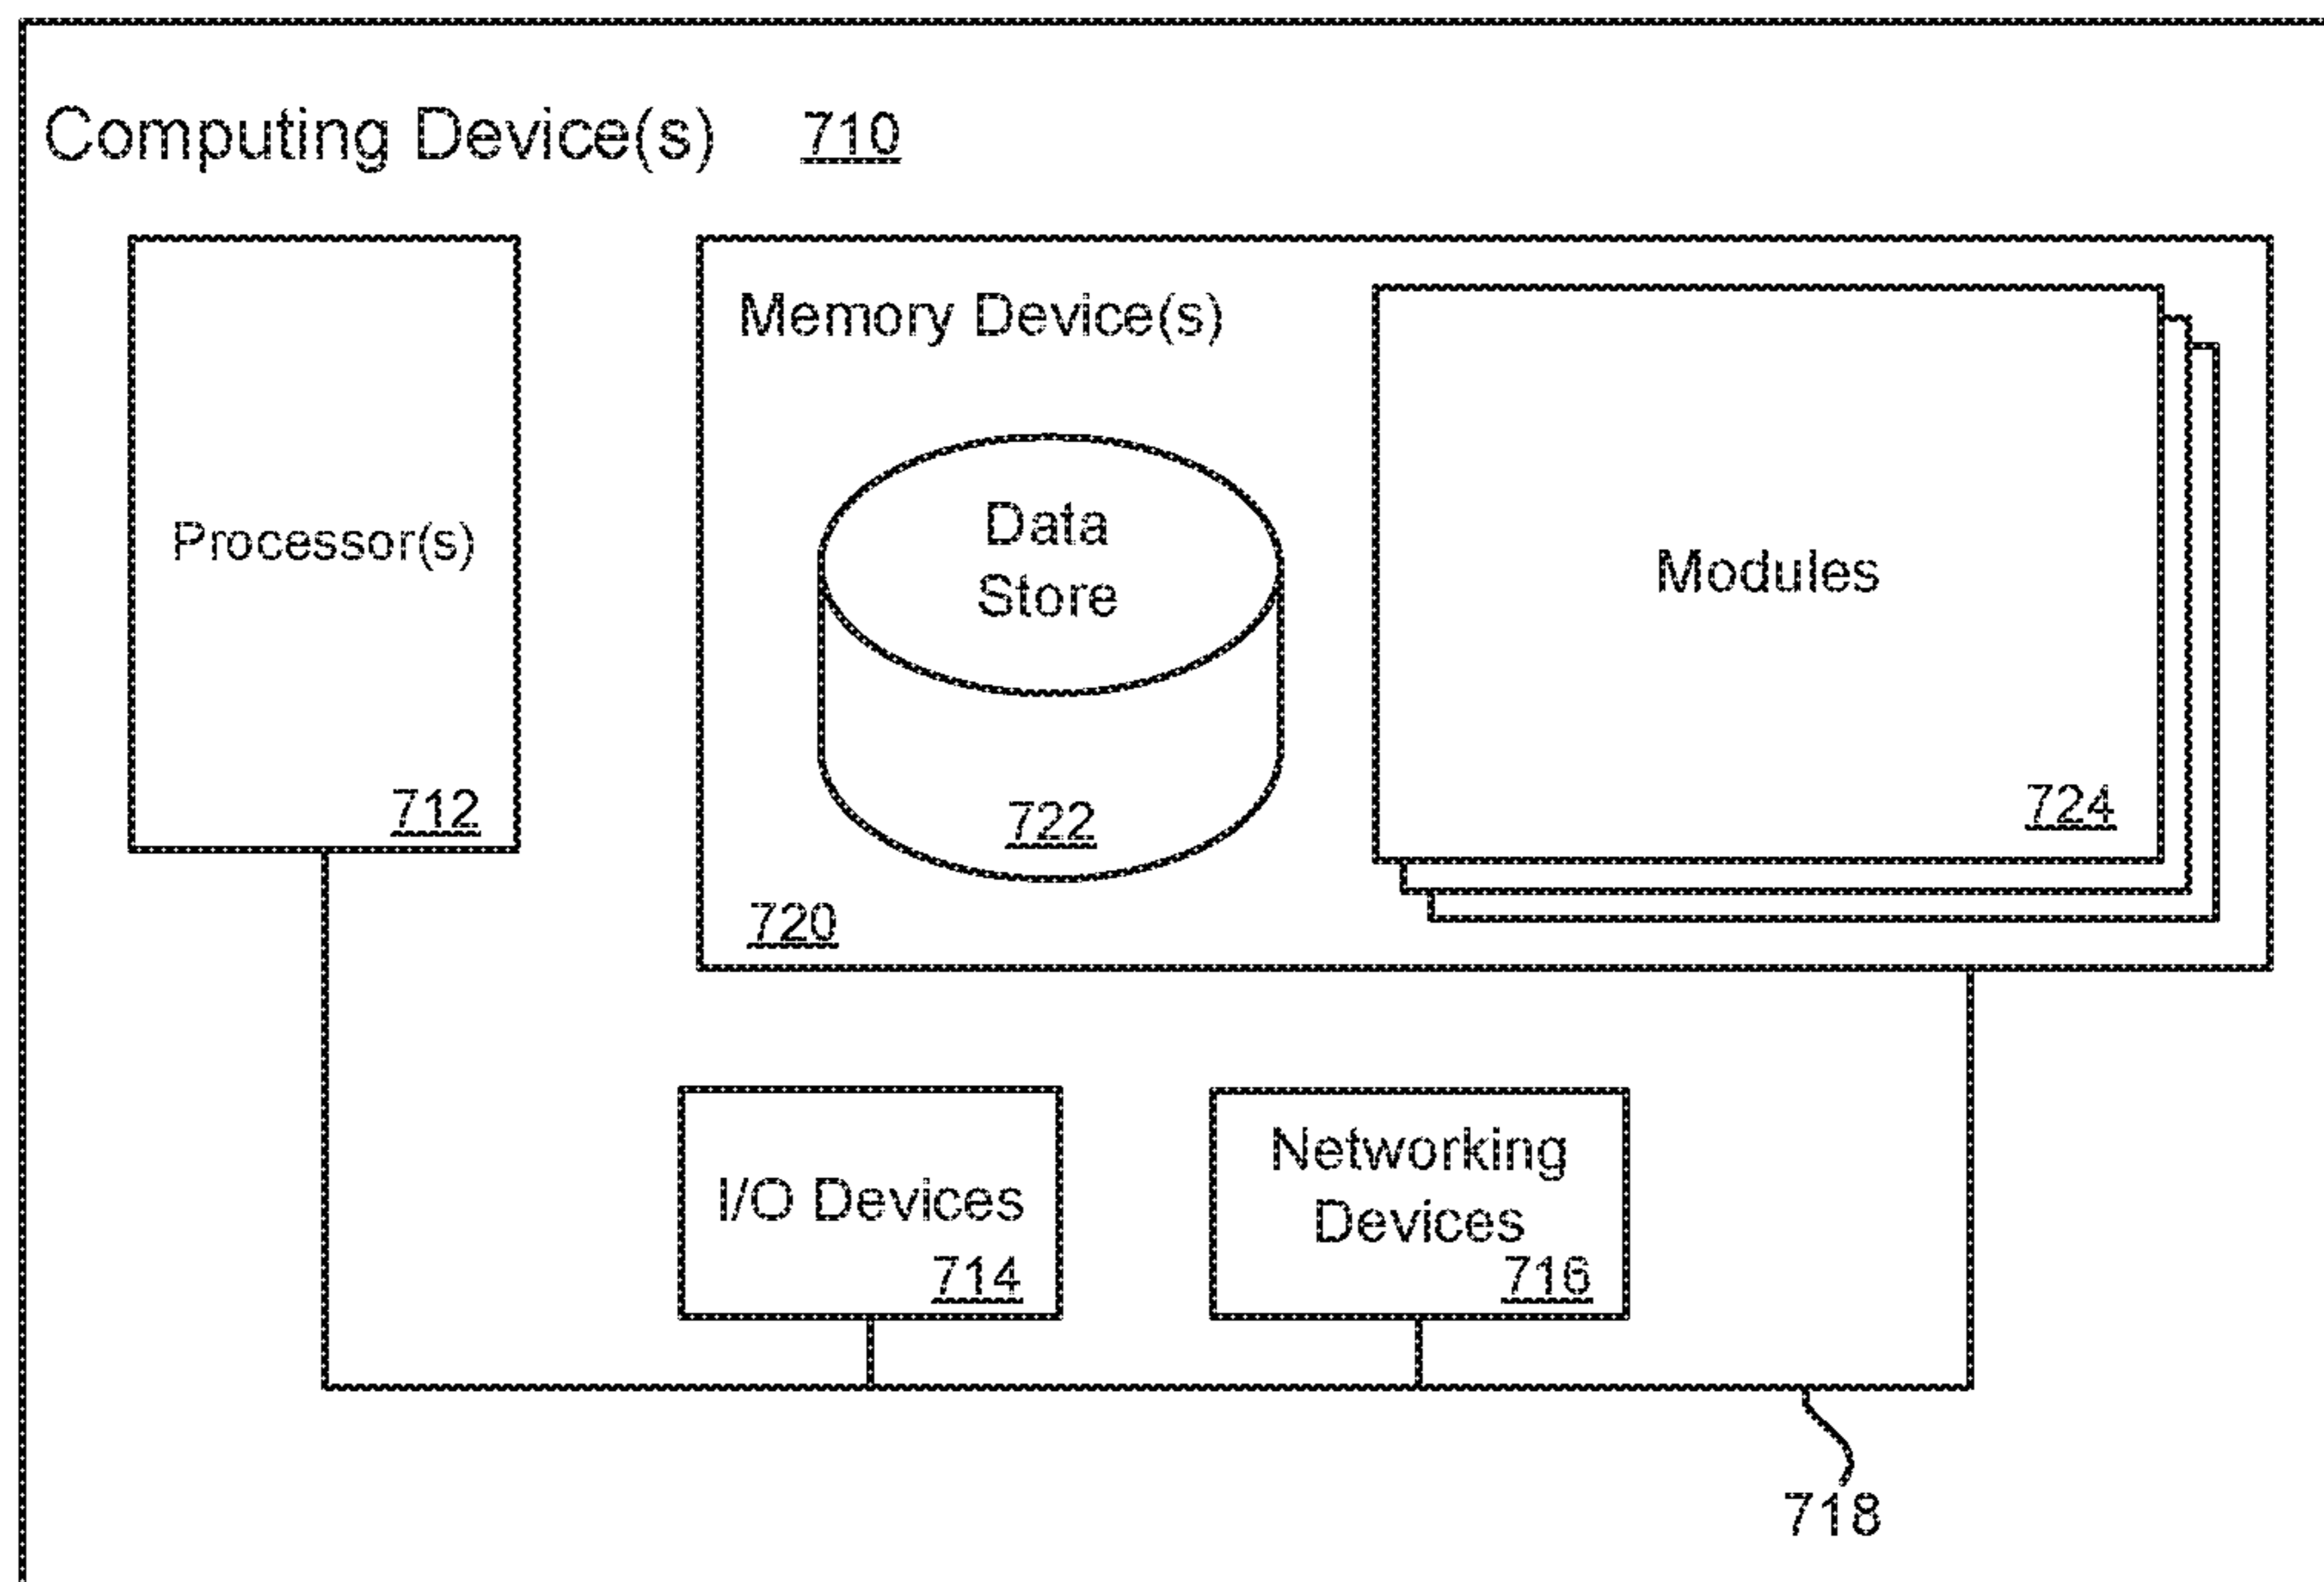 Computing Device(s) 710
Processor(s)
712
Memory Device(s)
Data
Store
722
720
Modules
724
I/O Devices
714
Networking
Devices
716
718